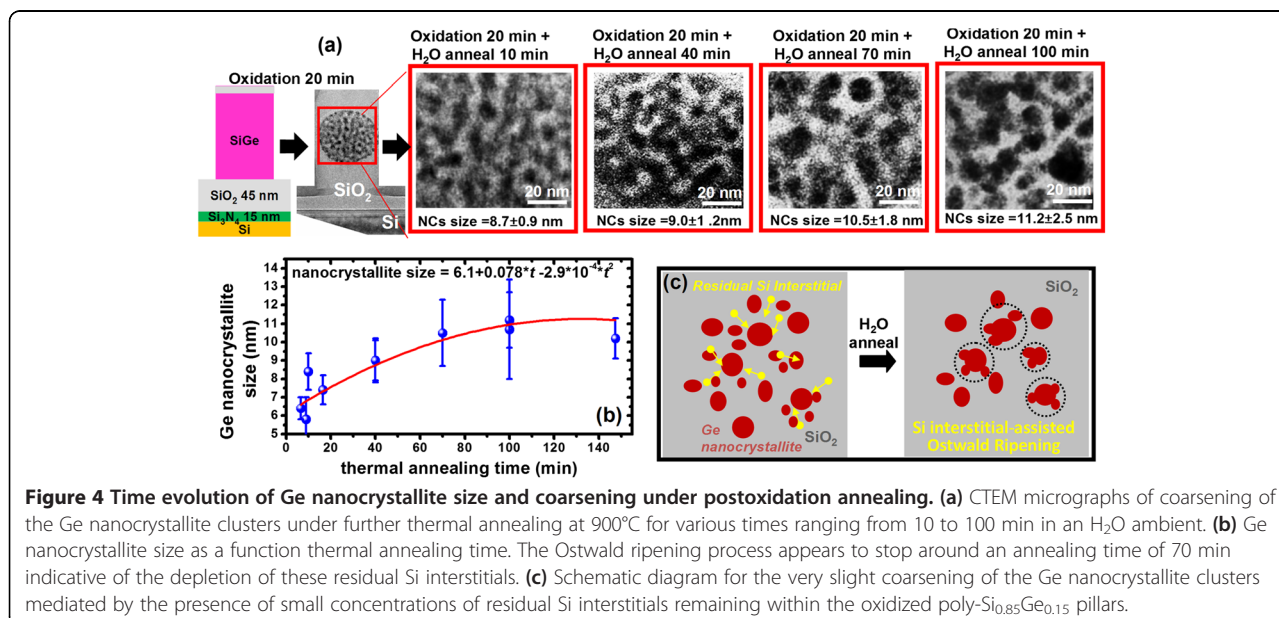 (a)
Oxidation 20 min +
H2O anneal 10 min
Oxidation 20 min +
H2O anneal 40 min
Oxidation 20 min +
H2O anneal 70 min
Oxidation 20 min +
H2O anneal 100 min
Oxidation 20 min
SiGe
SiO2 45 nm
Si3N4 15 nm
Si
SiO2
Si
20 nm
20 nm
20 nm
20 nm
NCs size =8.7±0.9 nm
NCs size =9.0±1 .2nm
NCs size =10.5±1.8 nm
NCs size =11.2±2.5 nm
nanocrystallite size = 6.1+0.078*t -2.9*10⁻⁴*t²
Ge nanocrystallite
size (nm)
14
13
12
11
10
9
8
7
6
5
0 20 40 60 80 100 120 140
thermal annealing time (min)
(b)
(c)
Residual Si Interstitial
Ge
nanocrystallite
SiO2
H2O
anneal
SiO2
Si interstitial-assisted
Ostwald Ripening
Figure 4 Time evolution of Ge nanocrystallite size and coarsening under postoxidation annealing. (a) CTEM micrographs of coarsening of
the Ge nanocrystallite clusters under further thermal annealing at 900°C for various times ranging from 10 to 100 min in an H2O ambient. (b) Ge
nanocrystallite size as a function thermal annealing time. The Ostwald ripening process appears to stop around an annealing time of 70 min
indicative of the depletion of these residual Si interstitials. (c) Schematic diagram for the very slight coarsening of the Ge nanocrystallite clusters
mediated by the presence of small concentrations of residual Si interstitials remaining within the oxidized poly-Si0.85Ge0.15 pillars.